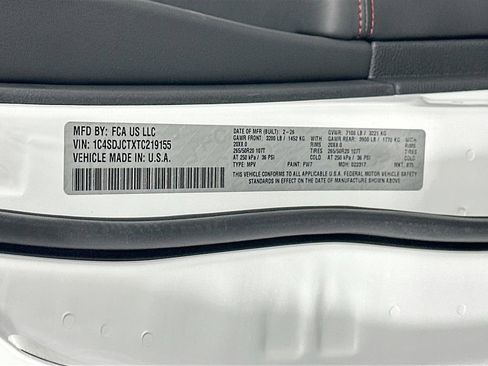 MFD BY: FCA US LLC
VIN: 1C4SDJCTXTC219155
VEHICLE MADE IN: U.S.A.
DATE OF MFR (BUILT): 2-26 GVWR: 7100 LB / 3221 KG
GAWR FRONT: 3200 LB / 1452 KG GAWR REAR: 3900 LB / 1770 KG
20X8.0 RIMS 20X8.0 RIMS
265/50R20 107T TIRES 265/50R20 107T TIRES
AT 250 kPa / 36 PSI COLD AT 250 kPa / 36 PSI COLD
TYPE: MPV PAINT: PW7 MDH: 022317
THIS VEHICLE CONFORMS TO ALL APPLICABLE U.S.A. FEDERAL MOTOR VEHICLE SAFETY
STANDARDS IN EFFECT ON THE DATE OF MANUFACTURE SHOWN ABOVE.